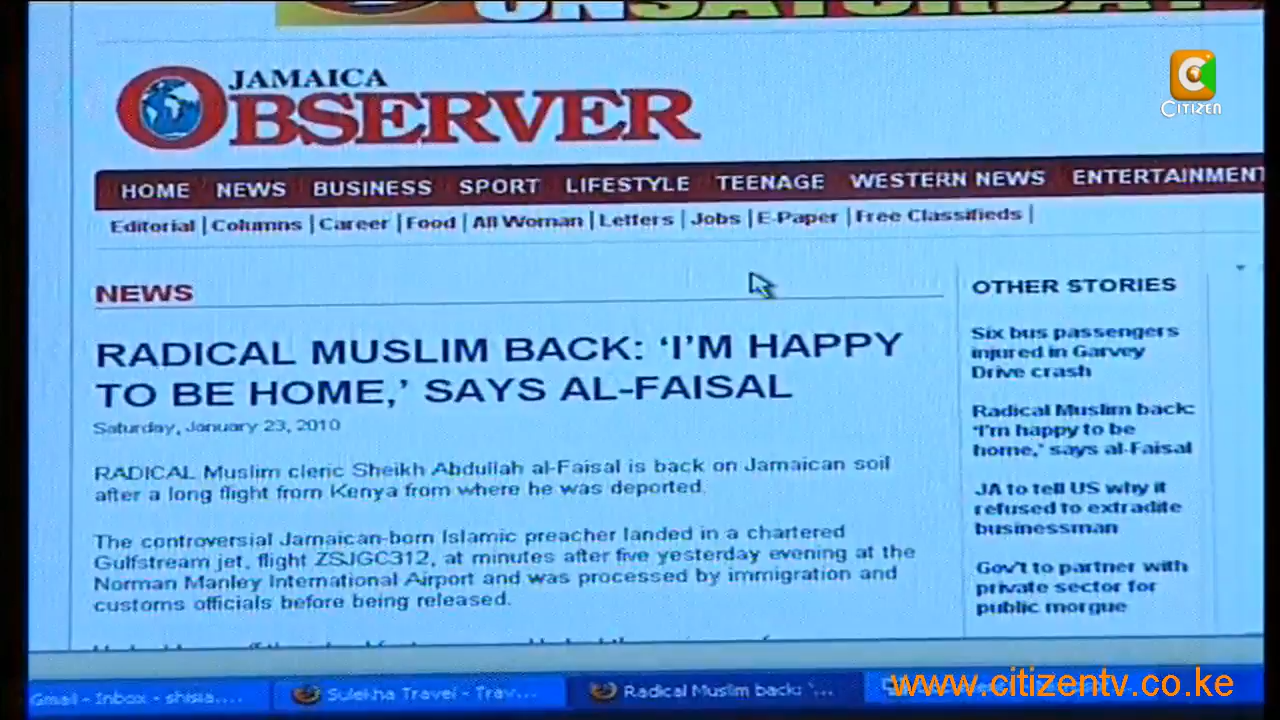 ON SATURDAY
JAMAICA
OBSERVER
CITIZEN
HOME NEWS BUSINESS SPORT LIFESTYLE TEENAGE WESTERN NEWS ENTERTAINMENT
Editorial | Columns | Career | Food | All Woman | Letters | Jobs | E-Paper | Free Classifieds |
NEWS
RADICAL MUSLIM BACK: ‘I’M HAPPY
TO BE HOME,’ SAYS AL-FAISAL
Saturday, January 23, 2010
RADICAL Muslim cleric Sheikh Abdullah al-Faisal is back on Jamaican soil
after a long flight from Kenya from where he was deported.
The controversial Jamaican-born Islamic preacher landed in a chartered
Gulfstream jet, flight ZSJGC312, at minutes after five yesterday evening at the
Norman Manley International Airport and was processed by immigration and
customs officials before being released.
OTHER STORIES
Six bus passengers
injured in Garvey
Drive crash
Radical Muslim back:
‘I’m happy to be
home,’ says al-Faisal
JA to tell US why it
refused to extradite
businessman
Gov’t to partner with
private sector for
public morgue
Gmail - Inbox - shisia....
Sulekha Travel - Trav...
Radical Muslim back: ‘...
www.citizentv.co.ke